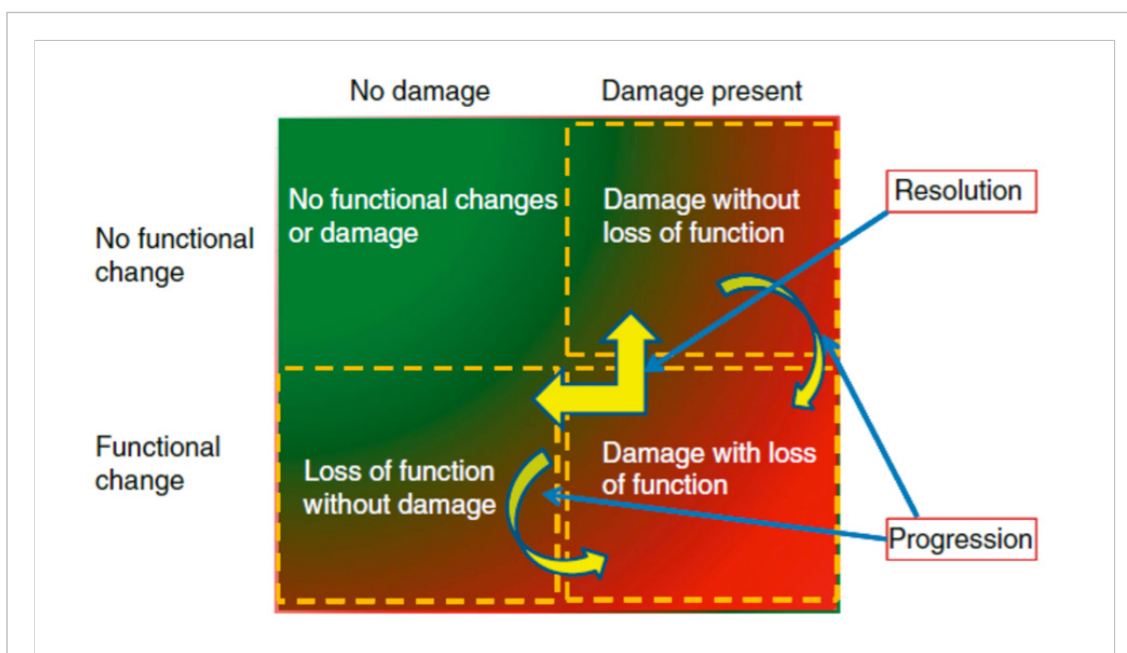 No damage
Damage present
No functional
change
No functional changes
or damage
Damage without
loss of function
Resolution
Functional
change
Loss of function
without damage
Damage with loss
of function
Progression